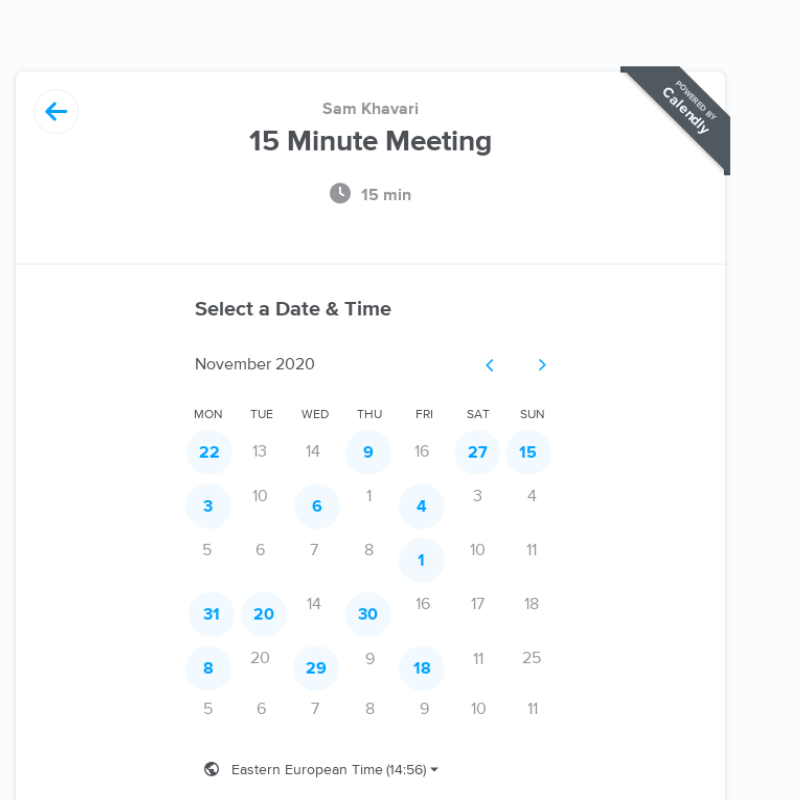 POWERED BY
Calendly
Sam Khavari
15 Minute Meeting
15 min
Select a Date & Time
November 2020
MON TUE WED THU FRI SAT SUN
22 13 14 9 16 27 15
3 10 6 1 4 3 4
5 6 7 8 1 10 11
31 20 14 30 16 17 18
8 20 29 9 18 11 25
5 6 7 8 9 10 11
Eastern European Time (14:56)